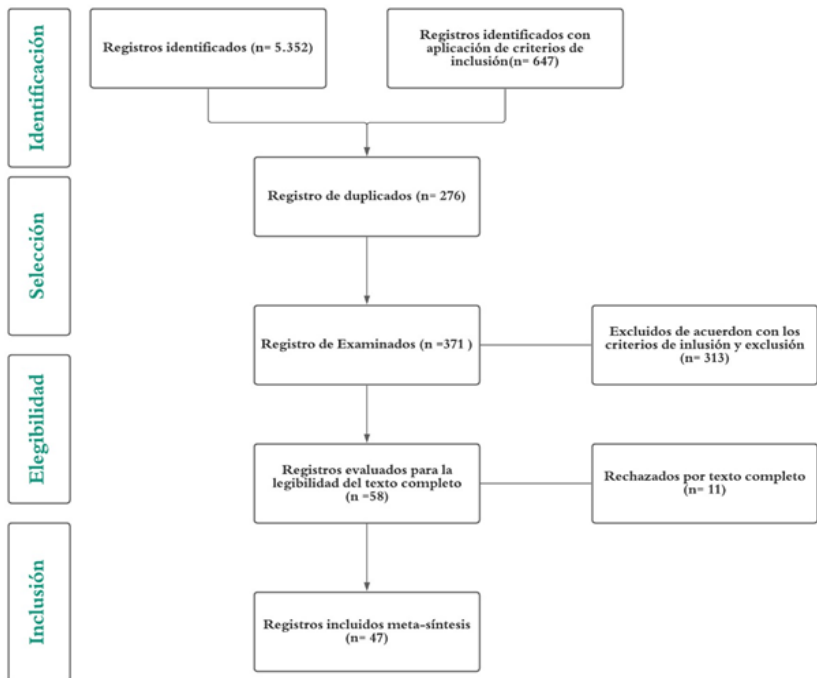 Identificación
Registros identificados (n= 5.352)
Registros identificados con
aplicación de criterios de
inclusión(n= 647)
Selección
Registro de duplicados (n= 276)
Registro de Examinados (n =371 )
Excluidos de acuerdon con los
criterios de inlusión y exclusión
(n= 313)
Elegibilidad
Registros evaluados para la
legibilidad del texto completo
(n =58)
Rechazados por texto completo
(n= 11)
Inclusión
Registros incluidos meta-síntesis
(n= 47)